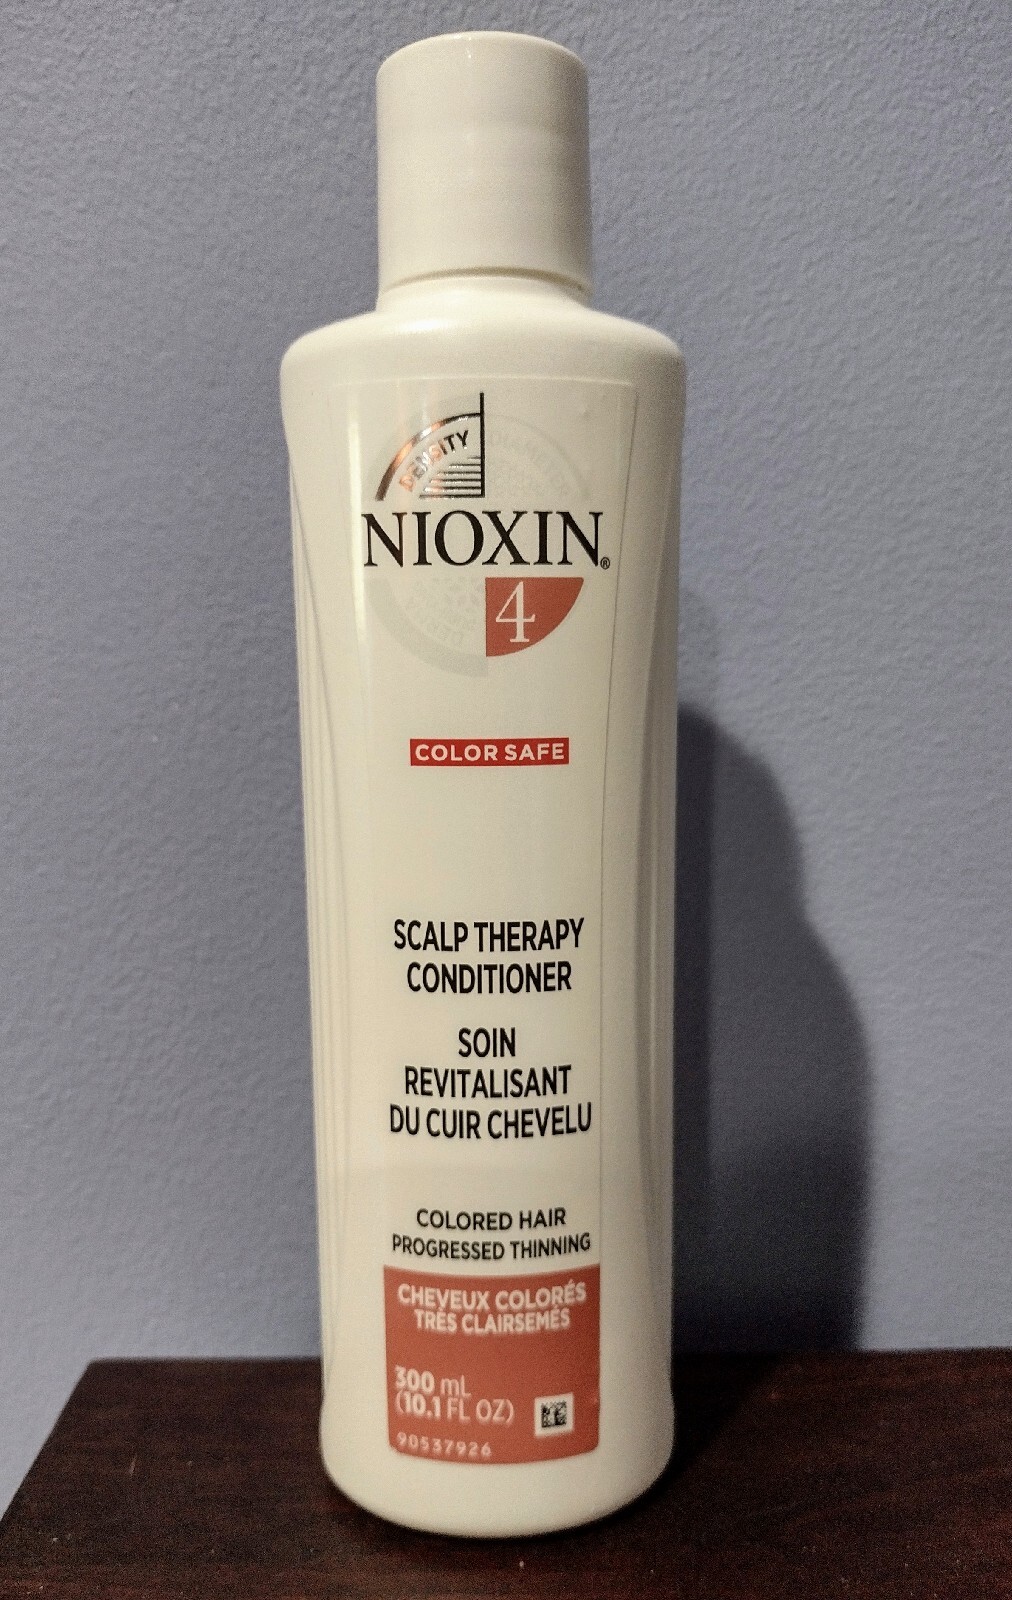 DENSITY
NIOXIN®
4
COLOR SAFE
SCALP THERAPY
CONDITIONER
SOIN
REVITALISANT
DU CUIR CHEVELU
COLORED HAIR
PROGRESSED THINNING
CHEVEUX COLORÉS
TRÈS CLAIRSEMÉS
300 mL
(10.1 FL OZ)
90537926